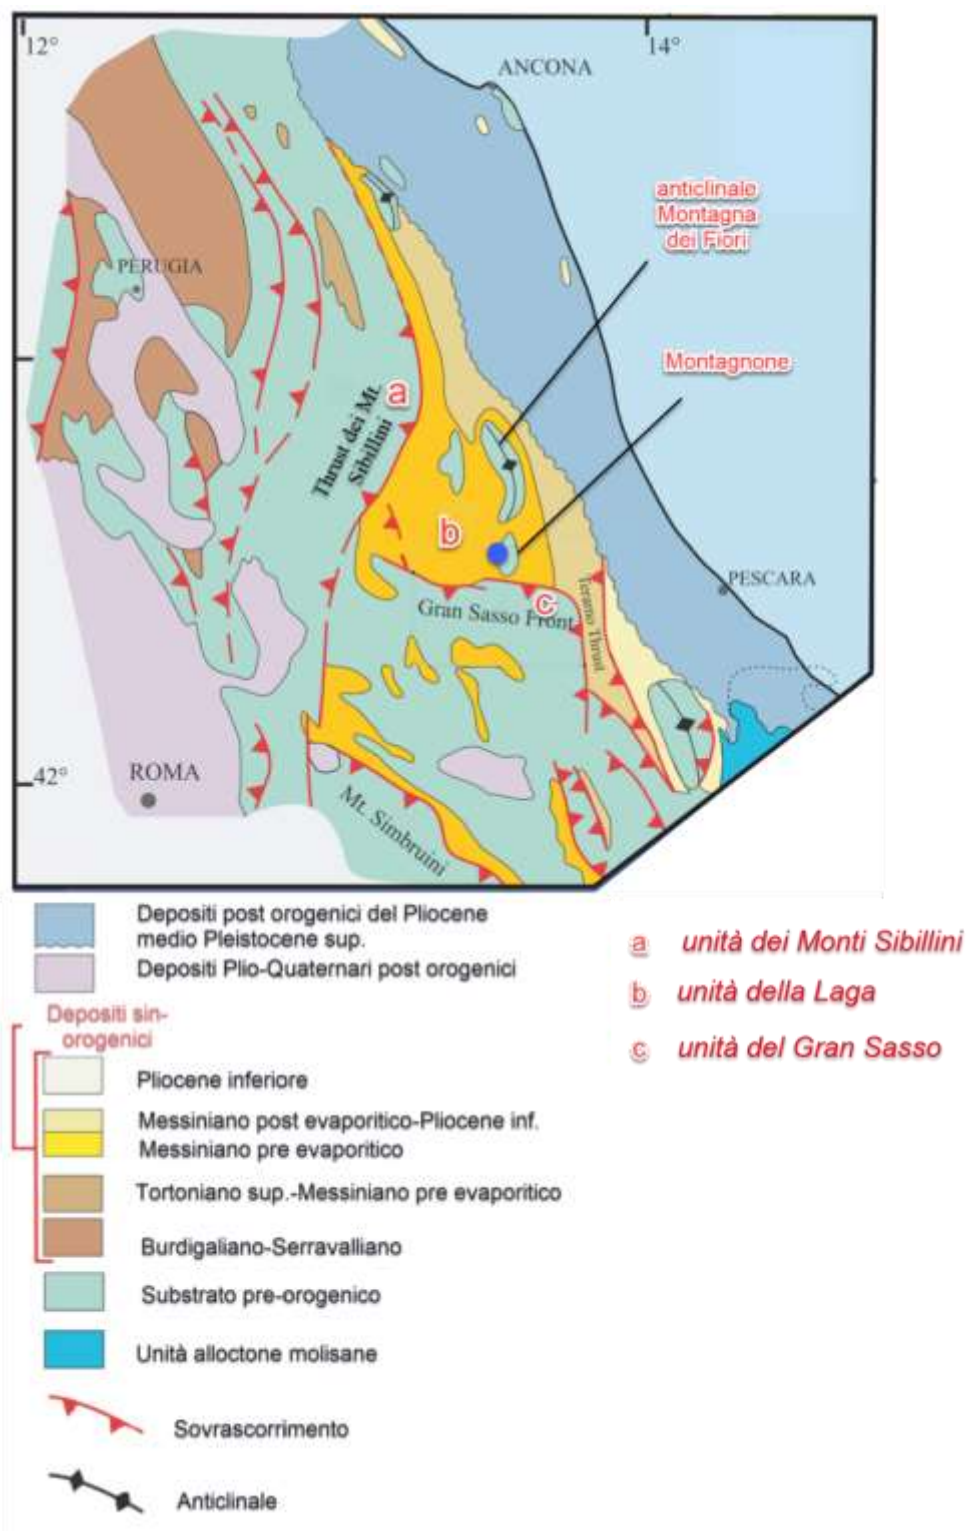 12°
14°
ANCONA
anticlinale
Montagna
dei Fiori
PERUGIA
Montagnone
a
Thrust dei Mt.
Sibillini
b
PESCARA
c
Gran Sasso Front
Teramo Thrust
42°
ROMA
Mt. Simbruini
Depositi post orogenici del Pliocene
medio Pleistocene sup.
Depositi Plio-Quaternari post orogenici
a unità dei Monti Sibillini
b unità della Laga
c unità del Gran Sasso
Depositi sin-
orogenici
Pliocene inferiore
Messiniano post evaporitico-Pliocene inf.
Messiniano pre evaporitico
Tortoniano sup.-Messiniano pre evaporitico
Burdigaliano-Serravalliano
Substrato pre-orogenico
Unità alloctone molisane
Sovrascorrimento
Anticlinale